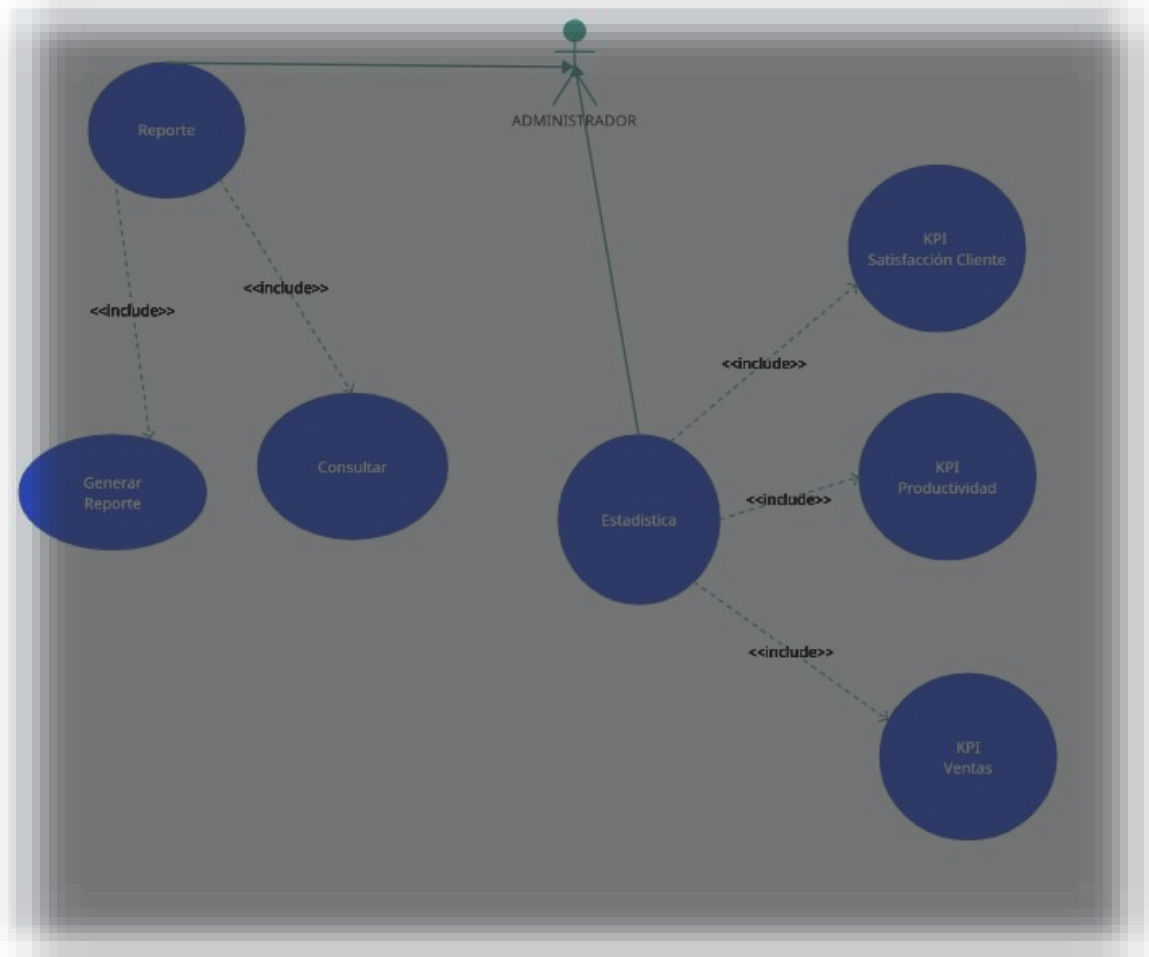 ADMINISTRADOR
Reporte
KPI
Satisfacción Cliente
<<include>>
<<include>>
<<include>>
Generar
Reporte
Consultar
Estadistica
<<include>>
KPI
Productividad
<<include>>
KPI
Ventas